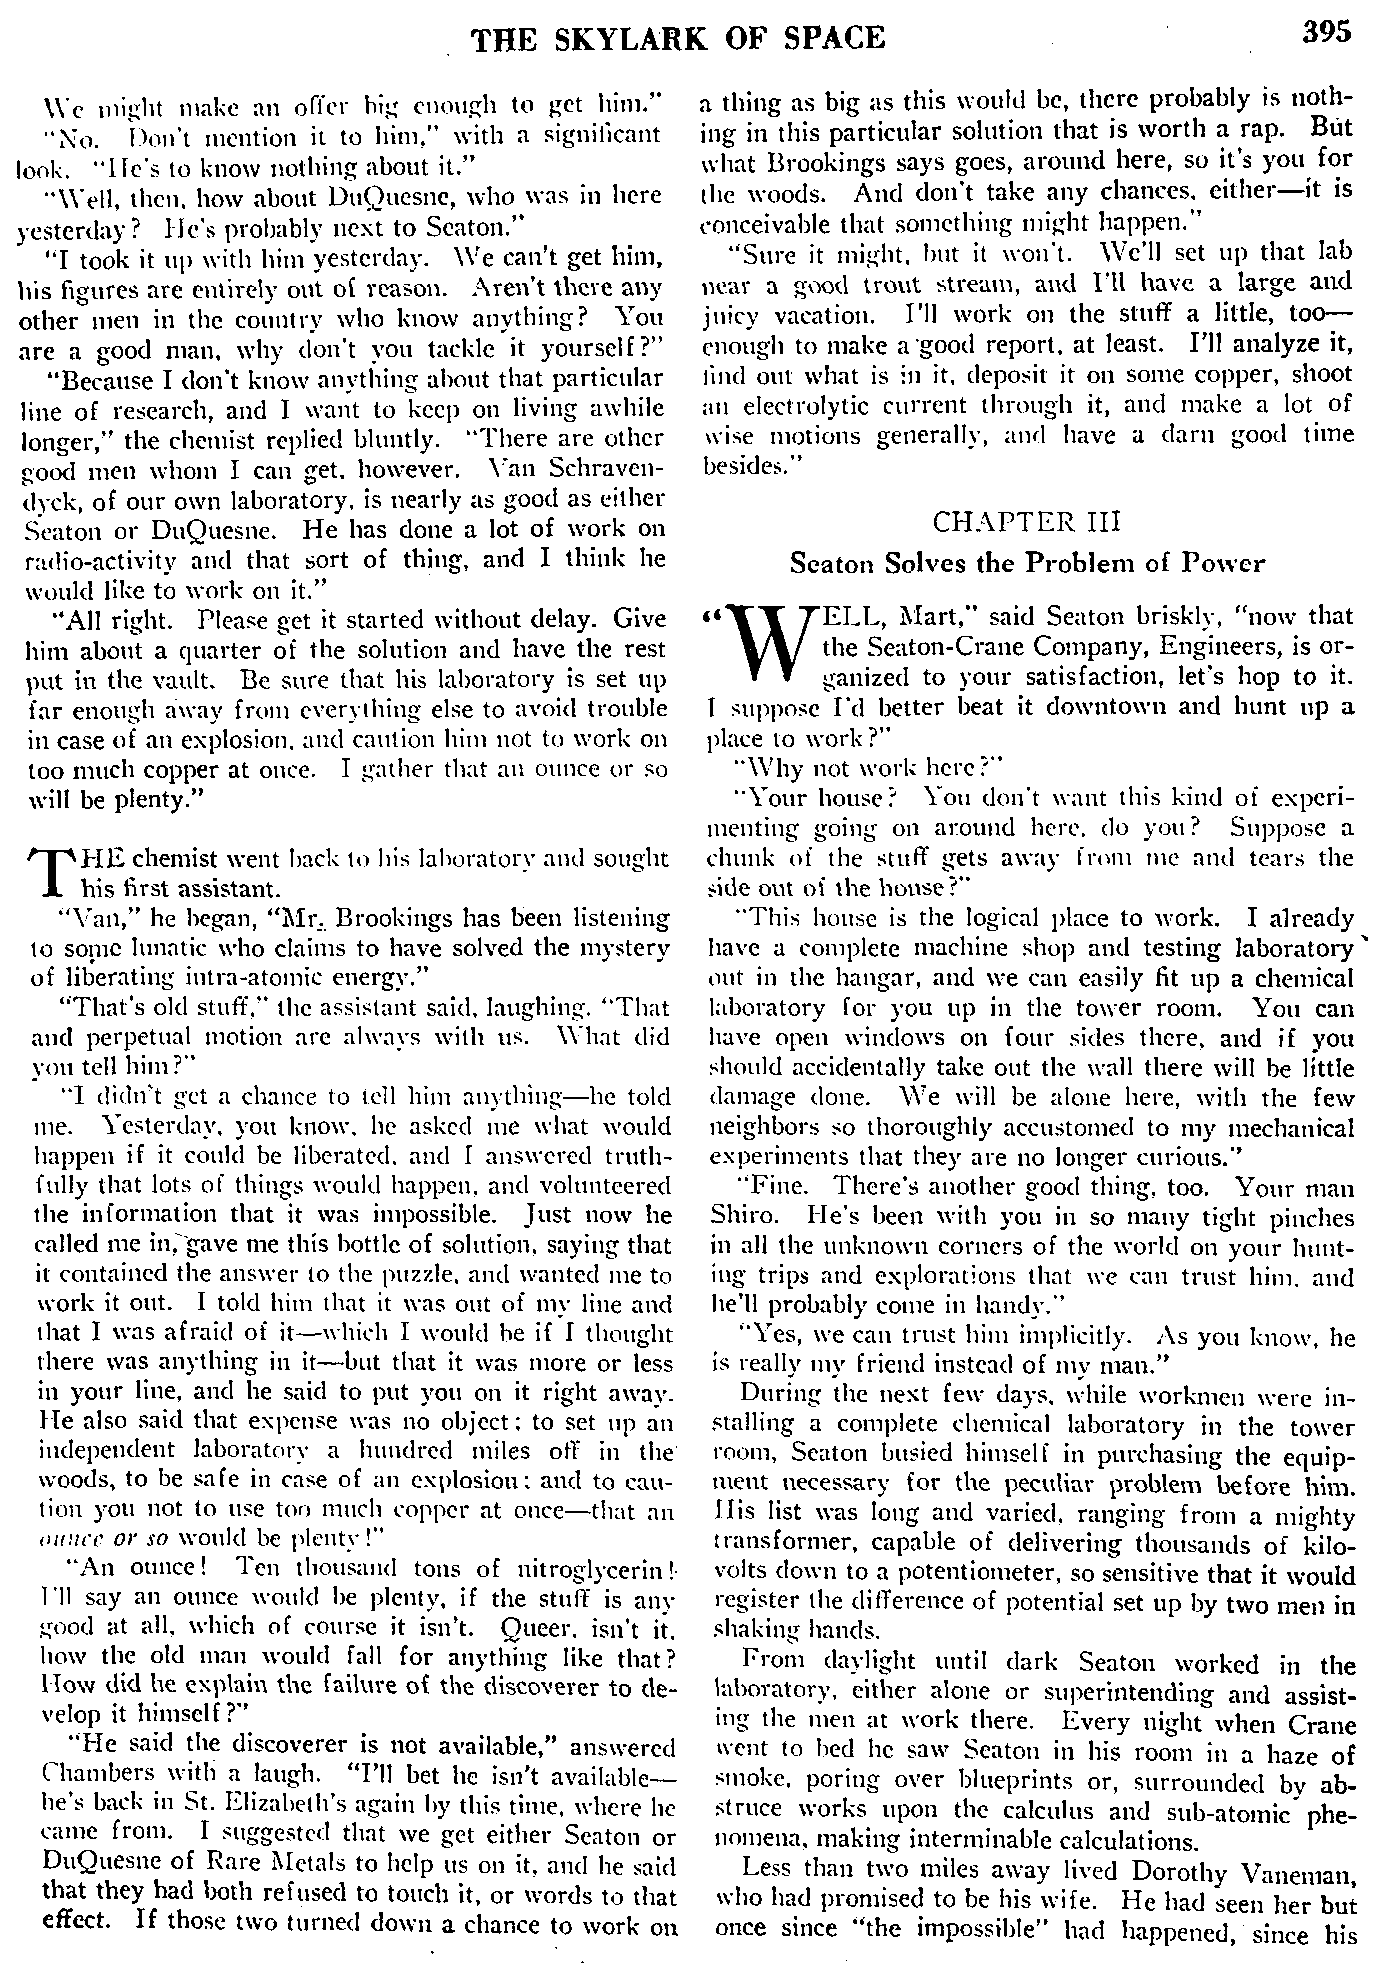 THE SKYLARK OF SPACE
395
We might make an offer big enough to get him."
"No. Don't mention it to him," with a significant
look. "He's to know nothing about it."
"Well, then, how about DuQuesne, who was in here
yesterday? He's probably next to Seaton."
"I took it up with him yesterday. We can't get him,
his figures are entirely out of reason. Aren't there any
other men in the country who know anything? You
are a good man, why don't you tackle it yourself?"
"Because I don't know anything about that particular
line of research, and I want to keep on living awhile
longer," the chemist replied bluntly. "There are other
good men whom I can get, however. Van Schraven-
dyck, of our own laboratory, is nearly as good as either
Seaton or DuQuesne. He has done a lot of work on
radio-activity and that sort of thing, and I think he
would like to work on it."
"All right. Please get it started without delay. Give
him about a quarter of the solution and have the rest
put in the vault. Be sure that his laboratory is set up
far enough away from everything else to avoid trouble
in case of an explosion, and caution him not to work on
too much copper at once. I gather that an ounce or so
will be plenty."
THE chemist went back to his laboratory and sought
his first assistant.
"Van," he began, "Mr. Brookings has been listening
to some lunatic who claims to have solved the mystery
of liberating intra-atomic energy."
"That's old stuff," the assistant said, laughing. "That
and perpetual motion are always with us. What did
you tell him?"
"I didn't get a chance to tell him anything—he told
me. Yesterday, you know, he asked me what would
happen if it could be liberated, and I answered truth-
fully that lots of things would happen, and volunteered
the information that it was impossible. Just now he
called me in, gave me this bottle of solution, saying that
it contained the answer to the puzzle, and wanted me to
work it out. I told him that it was out of my line and
that I was afraid of it—which I would be if I thought
there was anything in it—but that it was more or less
in your line, and he said to put you on it right away.
He also said that expense was no object; to set up an
independent laboratory a hundred miles off in the
woods, to be safe in case of an explosion; and to cau-
tion you not to use too much copper at once—that an
ounce or so would be plenty!"
"An ounce! Ten thousand tons of nitroglycerin!
I'll say an ounce would be plenty, if the stuff is any
good at all, which of course it isn't. Queer, isn't it,
how the old man would fall for anything like that?
How did he explain the failure of the discoverer to de-
velop it himself?"
"He said the discoverer is not available," answered
Chambers with a laugh. "I'll bet he isn't available—
he's back in St. Elizabeth's again by this time, where he
came from. I suggested that we get either Seaton or
DuQuesne of Rare Metals to help us on it, and he said
that they had both refused to touch it, or words to that
effect. If those two turned down a chance to work on
a thing as big as this would be, there probably is noth-
ing in this particular solution that is worth a rap. But
what Brookings says goes, around here, so it's you for
the woods. And don't take any chances, either—it is
conceivable that something might happen."
"Sure it might, but it won't. We'll set up that lab
near a good trout stream, and I'll have a large and
juicy vacation. I'll work on the stuff a little, too—
enough to make a good report, at least. I'll analyze it,
find out what is in it, deposit it on some copper, shoot
an electrolytic current through it, and make a lot of
wise motions generally, and have a darn good time
besides."
CHAPTER III
Seaton Solves the Problem of Power
"WELL, Mart," said Seaton briskly, "now that
the Seaton-Crane Company, Engineers, is or-
ganized to your satisfaction, let's hop to it.
I suppose I'd better beat it downtown and hunt up a
place to work?"
"Why not work here?"
"Your house? You don't want this kind of experi-
menting going on around here, do you? Suppose a
chunk of the stuff gets away from me and tears the
side out of the house?"
"This house is the logical place to work. I already
have a complete machine shop and testing laboratory
out in the hangar, and we can easily fit up a chemical
laboratory for you up in the tower room. You can
have open windows on four sides there, and if you
should accidentally take out the wall there will be little
damage done. We will be alone here, with the few
neighbors so thoroughly accustomed to my mechanical
experiments that they are no longer curious."
"Fine. There's another good thing, too. Your man
Shiro. He's been with you in so many tight pinches
in all the unknown corners of the world on your hunt-
ing trips and explorations that we can trust him, and
he'll probably come in handy."
"Yes, we can trust him implicitly. As you know, he
is really my friend instead of my man."
During the next few days, while workmen were in-
stalling a complete chemical laboratory in the tower
room, Seaton busied himself in purchasing the equip-
ment necessary for the peculiar problem before him.
His list was long and varied, ranging from a mighty
transformer, capable of delivering thousands of kilo-
volts down to a potentiometer, so sensitive that it would
register the difference of potential set up by two men in
shaking hands.
From daylight until dark Seaton worked in the
laboratory, either alone or superintending and assist-
ing the men at work there. Every night when Crane
went to bed he saw Seaton in his room in a haze of
smoke, poring over blueprints or, surrounded by ab-
struce works upon the calculus and sub-atomic phe-
nomena, making interminable calculations.
Less than two miles away lived Dorothy Vaneman,
who had promised to be his wife. He had seen her but
once since "the impossible" had happened, since his